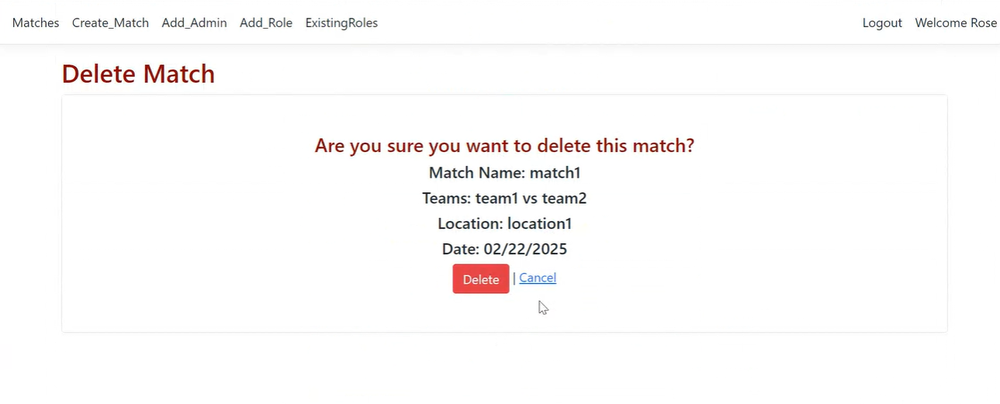 Matches Create_Match Add_Admin Add_Role ExistingRoles Logout Welcome Rose
Delete Match
Are you sure you want to delete this match?
Match Name: match1
Teams: team1 vs team2
Location: location1
Date: 02/22/2025
Delete | Cancel